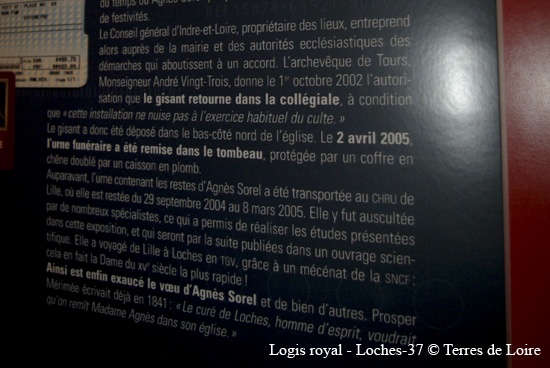 du temps où Agnès
de festivités.
Le Conseil général d'Indre-et-Loire, propriétaire des lieux, entreprend
alors auprès de la mairie et des autorités ecclésiastiques des
démarches qui aboutissent à un accord. L'archevêque de Tours,
Monseigneur André Vingt-Trois, donne le 1er octobre 2002 l'autori-
sation que le gisant retourne dans la collégiale, à condition
que « cette installation ne nuise pas à l'exercice habituel du culte. »
Le gisant a donc été déposé dans le bas-côté nord de l'église. Le 2 avril 2005,
l'urne funéraire a été remise dans le tombeau, protégée par un coffre en
chêne doublé par un caisson en plomb.
Auparavant, l'urne contenant les restes d'Agnès Sorel a été transportée au CHRU de
Lille, où elle est restée du 29 septembre 2004 au 8 mars 2005. Elle y fut auscultée
par de nombreux spécialistes, ce qui a permis de réaliser les études présentées
dans cette exposition, et qui seront par la suite publiées dans un ouvrage scien-
tifique. Elle a voyagé de Lille à Loches en TGV, grâce à un mécénat de la SNCF :
cela en fait la Dame du XVe siècle la plus rapide !
Ainsi est enfin exaucé le vœu d'Agnès Sorel et de bien d'autres. Prosper
Mérimée écrivait déjà en 1841 : « Le curé de Loches, homme d'esprit, voudrait
qu'on remît Madame Agnès dans son église. »
Logis royal - Loches-37 © Terres de Loire